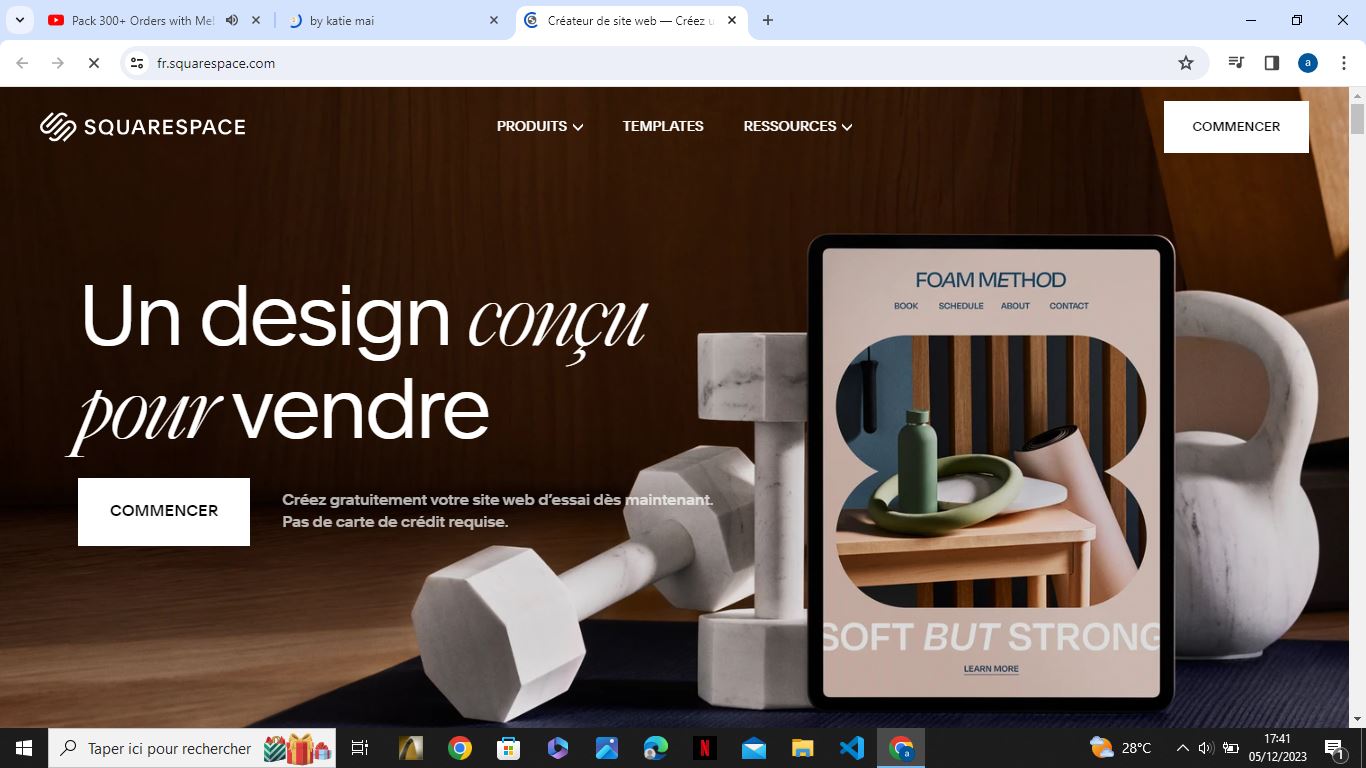 Pack 300+ Orders with Me!
by katie mai
Créateur de site web — Créez u
fr.squarespace.com
a
SQUARESPACE
PRODUITS
TEMPLATES
RESSOURCES
COMMENCER
Un design conçu
pour vendre
COMMENCER
Créez gratuitement votre site web d’essai dès maintenant.
Pas de carte de crédit requise.
FOAM METHOD
BOOK SCHEDULE ABOUT CONTACT
SOFT BUT STRONG
LEARN MORE
Taper ici pour rechercher
N
a
28°C
17:41
05/12/2023
1